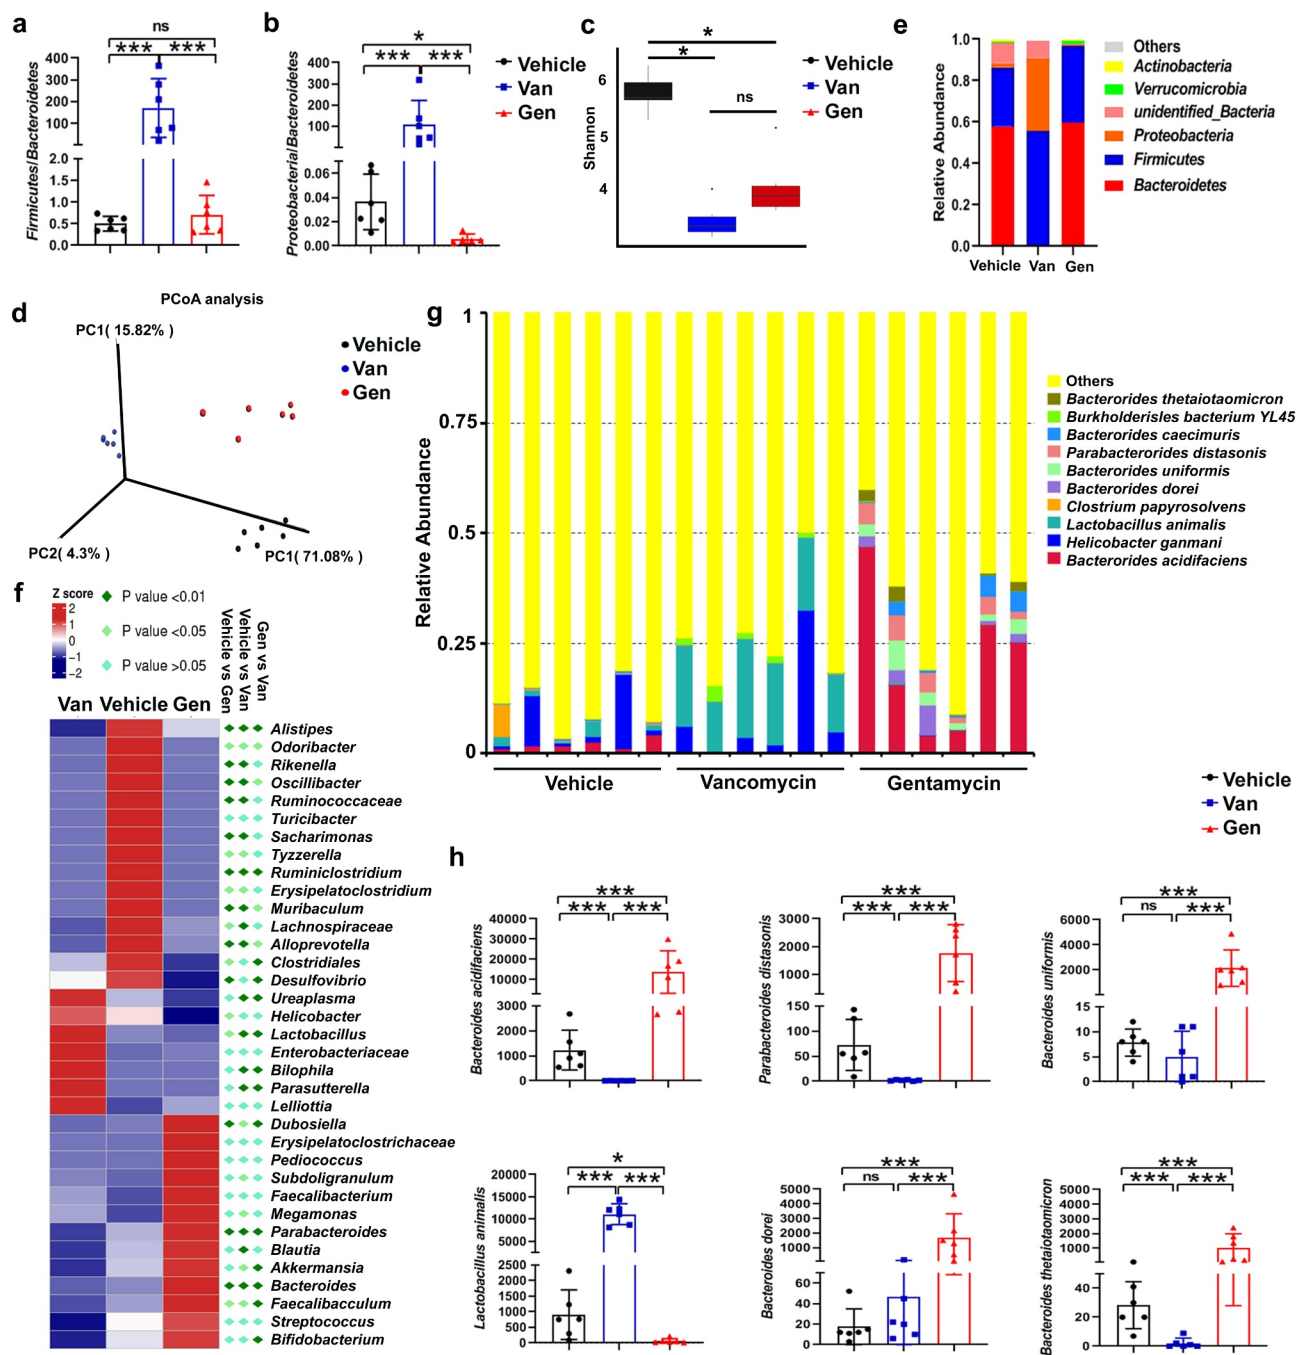 a
ns
*** ***
Firmicutes/Bacteroidetes
400
300
200
100
2.0
1.5
1.0
0.5
0.0
b
*
*** ***
Proteobacterial/Bacteroidetes
400
300
200
100
0.06
0.04
0.02
0.00
Vehicle
Van
Gen
c
*
*
ns
Shannon
6
5
4
Vehicle
Van
Gen
e
Relative Abundance
1.0
0.8
0.6
0.4
0.2
0.0
Vehicle Van Gen
Others
Actinobacteria
Verrucomicrobia
unidentified_Bacteria
Proteobacteria
Firmicutes
Bacteroidetes
d
PCoA analysis
PC1( 15.82% )
PC2( 4.3% )
PC1( 71.08% )
Vehicle
Van
Gen
g
Relative Abundance
1
0.75
0.5
0.25
0
Vehicle
Vancomycin
Gentamycin
Others
Bacterorides thetaiotaomicron
Burkholderisles bacterium YL45
Bacterorides caecimuris
Parabacterorides distasonis
Bacterorides uniformis
Bacterorides dorei
Clostrium papyrosolvens
Lactobacillus animalis
Helicobacter ganmani
Bacterorides acidifaciens
f
Z score
2
1
0
−1
−2
P value <0.01
P value <0.05
P value >0.05
Vehicle vs Gen
Vehicle vs Van
Gen vs Van
Van Vehicle Gen
Alistipes
Odoribacter
Rikenella
Oscillibacter
Ruminococcaceae
Turicibacter
Sacharimonas
Tyzzerella
Ruminiclostridium
Erysipelatoclostridium
Muribaculum
Lachnospiraceae
Alloprevotella
Clostridiales
Desulfovibrio
Ureaplasma
Helicobacter
Lactobacillus
Enterobacteriaceae
Bilophila
Parasutterella
Lelliottia
Dubosiella
Erysipelatoclostrichaceae
Pediococcus
Subdoligranulum
Faecalibacterium
Megamonas
Parabacteroides
Blautia
Akkermansia
Bacteroides
Faecalibacculum
Streptococcus
Bifidobacterium
Vehicle
Van
Gen
h
***
*** ***
Bacteroides acidifaciens
40000
30000
20000
10000
3000
2000
1000
0
***
*** ***
Parabacteroides distasonis
3000
2000
1000
150
100
50
0
***
ns ***
Bacteroides uniformis
6000
4000
2000
15
10
5
0
*
*** ***
Lactobacillus animalis
20000
15000
10000
5000
2500
2000
1500
1000
500
0
***
ns ***
Bacteroides dorei
5000
4000
3000
2000
1000
60
40
20
0
***
*** ***
Bacteroides thetaiotaomicron
5000
4000
3000
2000
1000
40
20
0